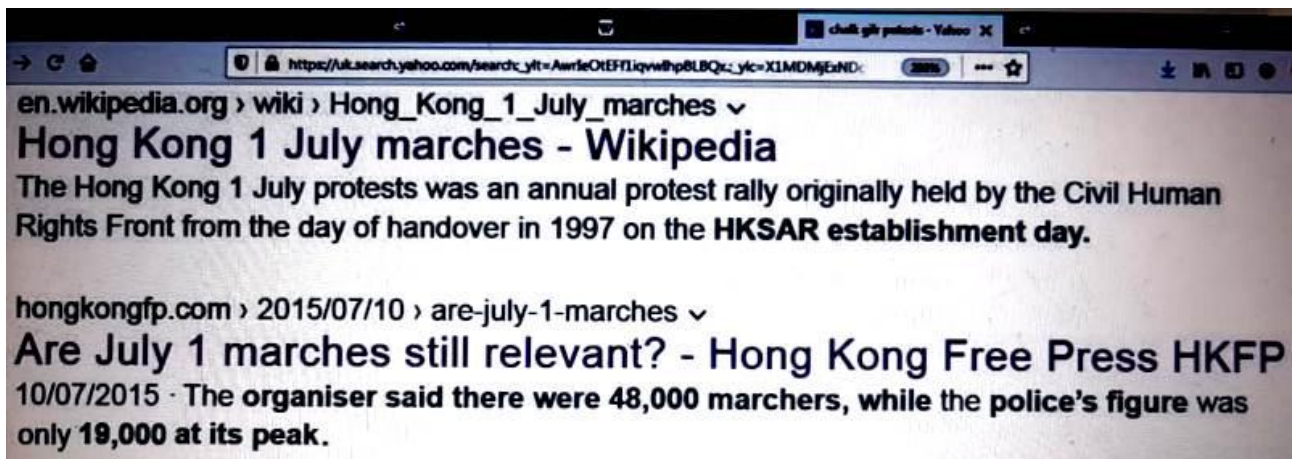 chalk girl protests - Yahoo
https://uk.search.yahoo.com/search;_ylt=
en.wikipedia.org › wiki › Hong_Kong_1_July_marches
Hong Kong 1 July marches - Wikipedia
The Hong Kong 1 July protests was an annual protest rally originally held by the Civil Human
Rights Front from the day of handover in 1997 on the HKSAR establishment day.
hongkongfp.com › 2015/07/10 › are-july-1-marches
Are July 1 marches still relevant? - Hong Kong Free Press HKFP
10/07/2015 · The organiser said there were 48,000 marchers, while the police's figure was
only 19,000 at its peak.